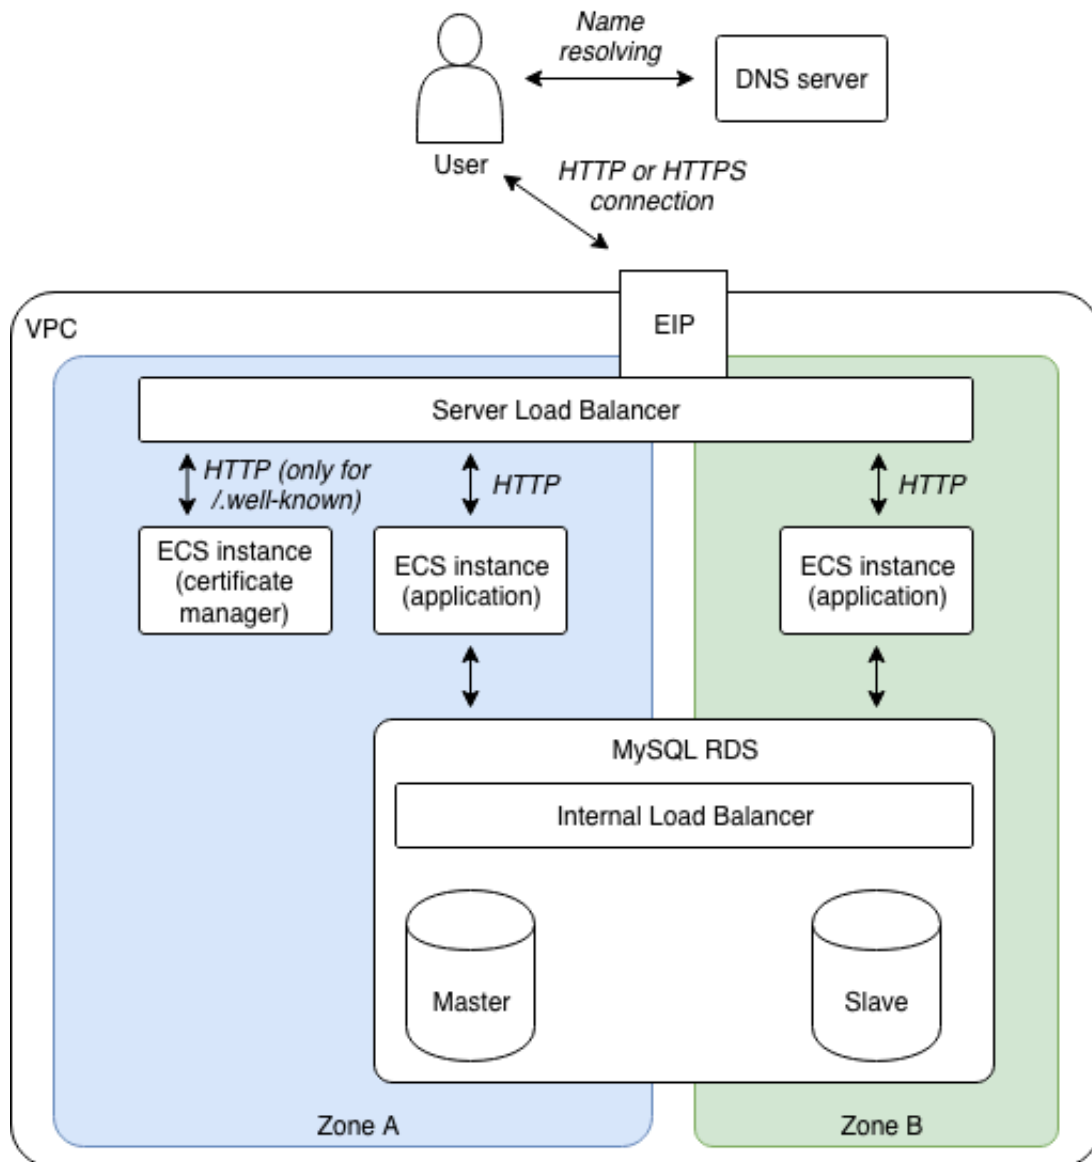 Name
resolving
DNS server
User
HTTP or HTTPS
connection
VPC
EIP
Server Load Balancer
HTTP (only for
/.well-known)
HTTP
HTTP
ECS instance
(certificate
manager)
ECS instance
(application)
ECS instance
(application)
MySQL RDS
Internal Load Balancer
Master
Slave
Zone A
Zone B